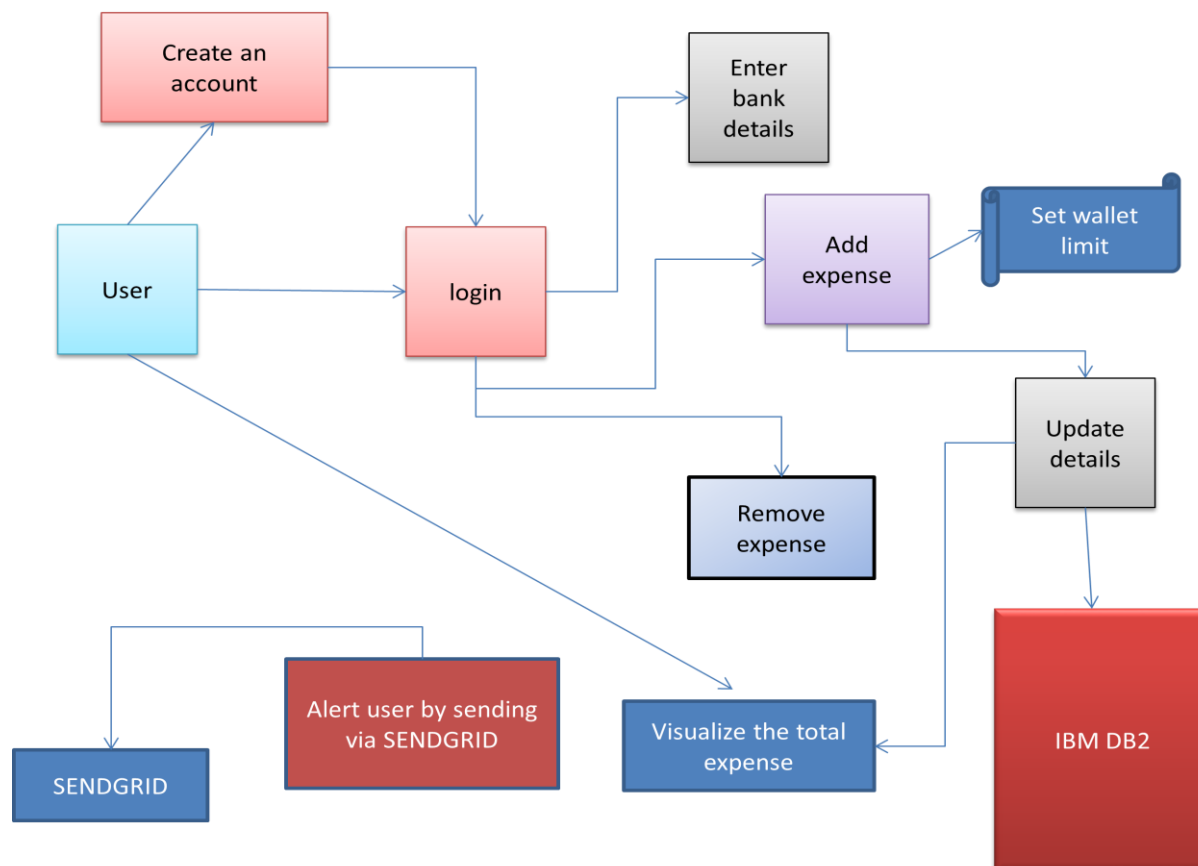 Create an
account
Enter
bank
details
Set wallet
limit
Add
expense
User
login
Update
details
Remove
expense
Alert user by sending
via SENDGRID
Visualize the total
expense
IBM DB2
SENDGRID